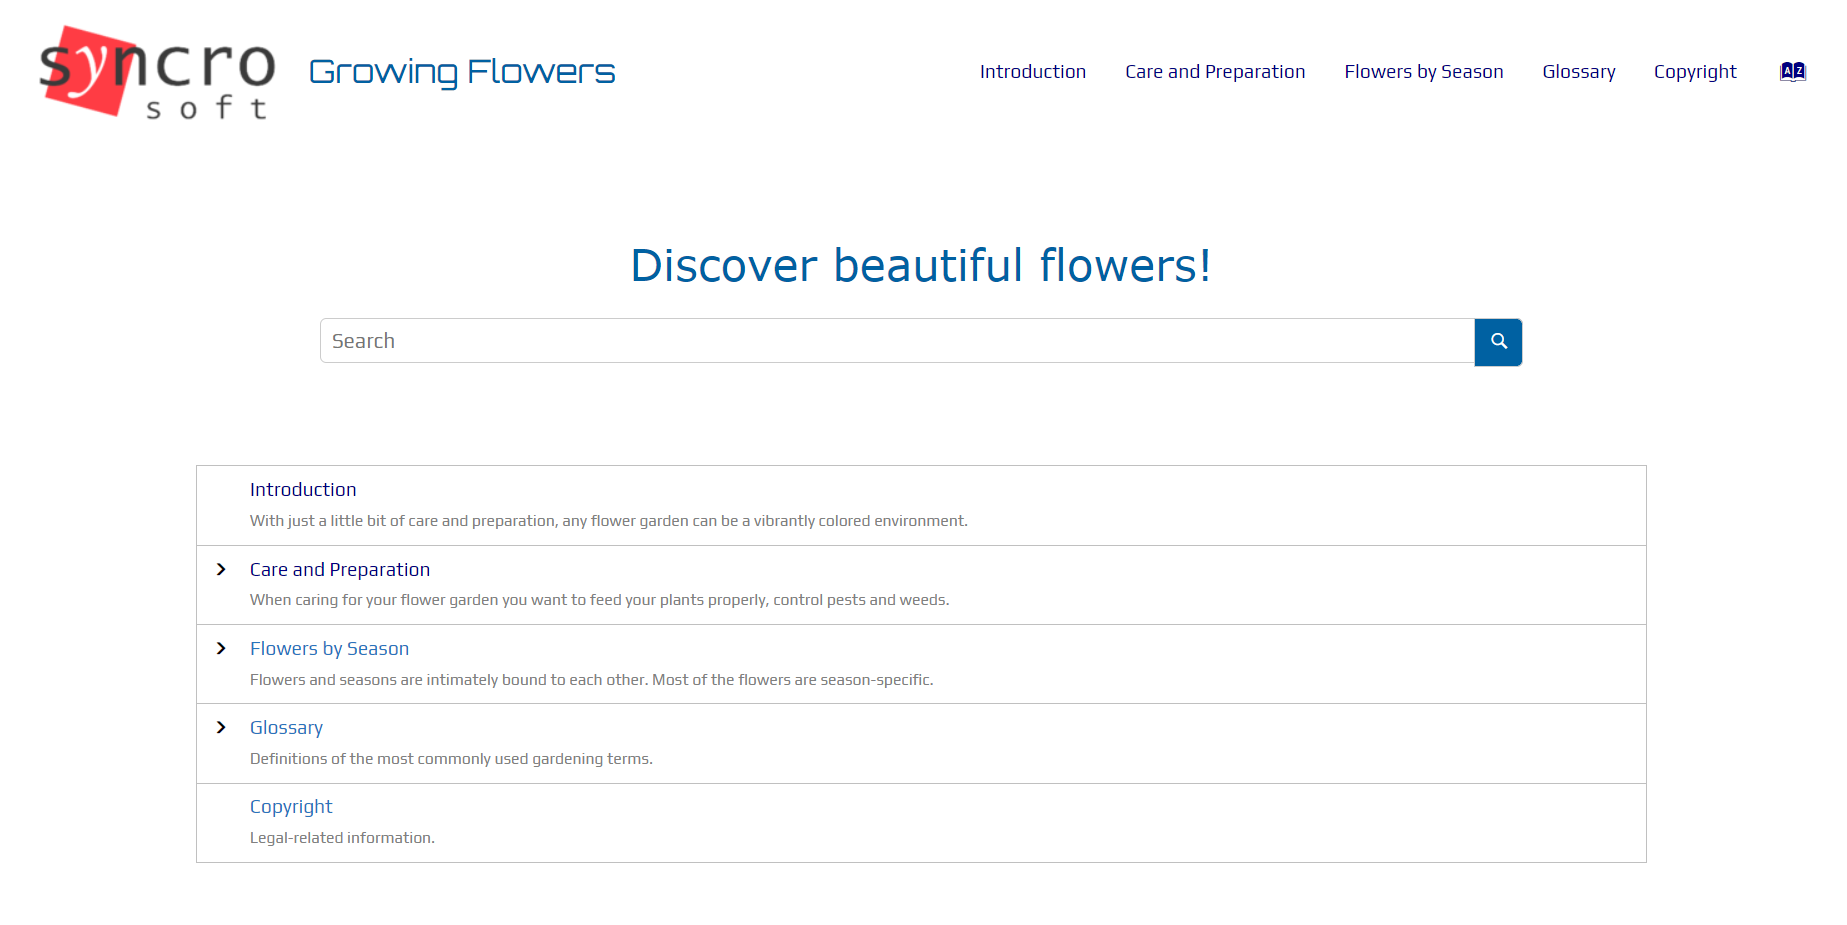 syncro
soft
Growing Flowers
Introduction
Care and Preparation
Flowers by Season
Glossary
Copyright
A Z
Discover beautiful flowers!
Search
Introduction
With just a little bit of care and preparation, any flower garden can be a vibrantly colored environment.
Care and Preparation
When caring for your flower garden you want to feed your plants properly, control pests and weeds.
Flowers by Season
Flowers and seasons are intimately bound to each other. Most of the flowers are season-specific.
Glossary
Definitions of the most commonly used gardening terms.
Copyright
Legal-related information.